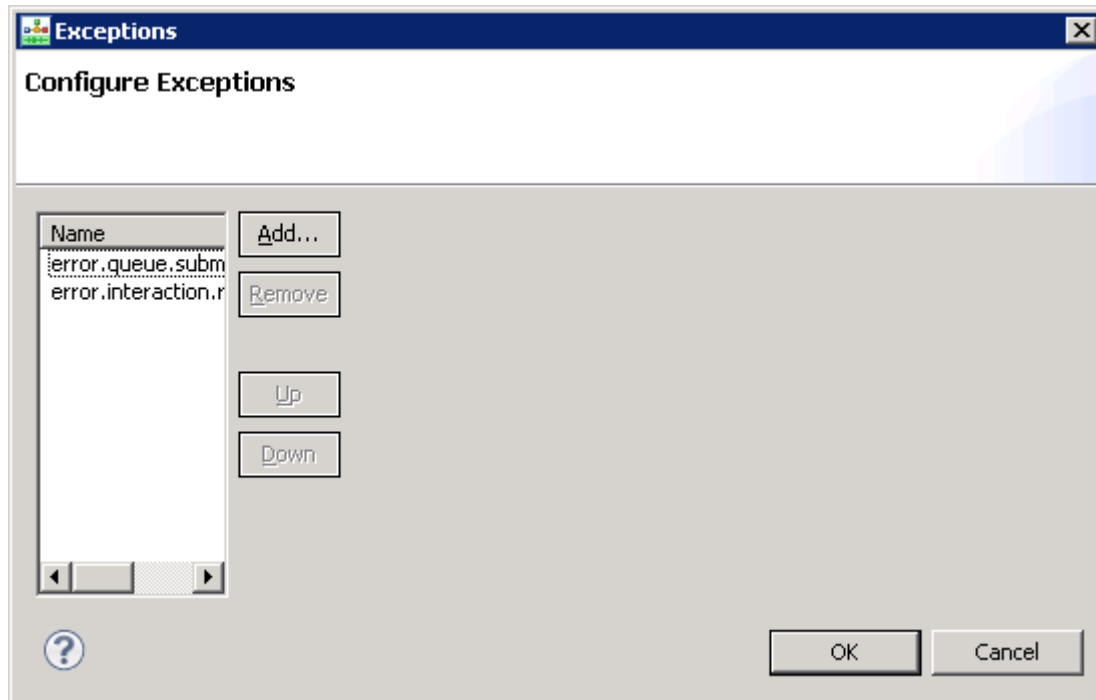 Exceptions
Configure Exceptions
Name
error.queue.subm
error.interaction.r
Add...
Remove
Up
Down
?
OK
Cancel